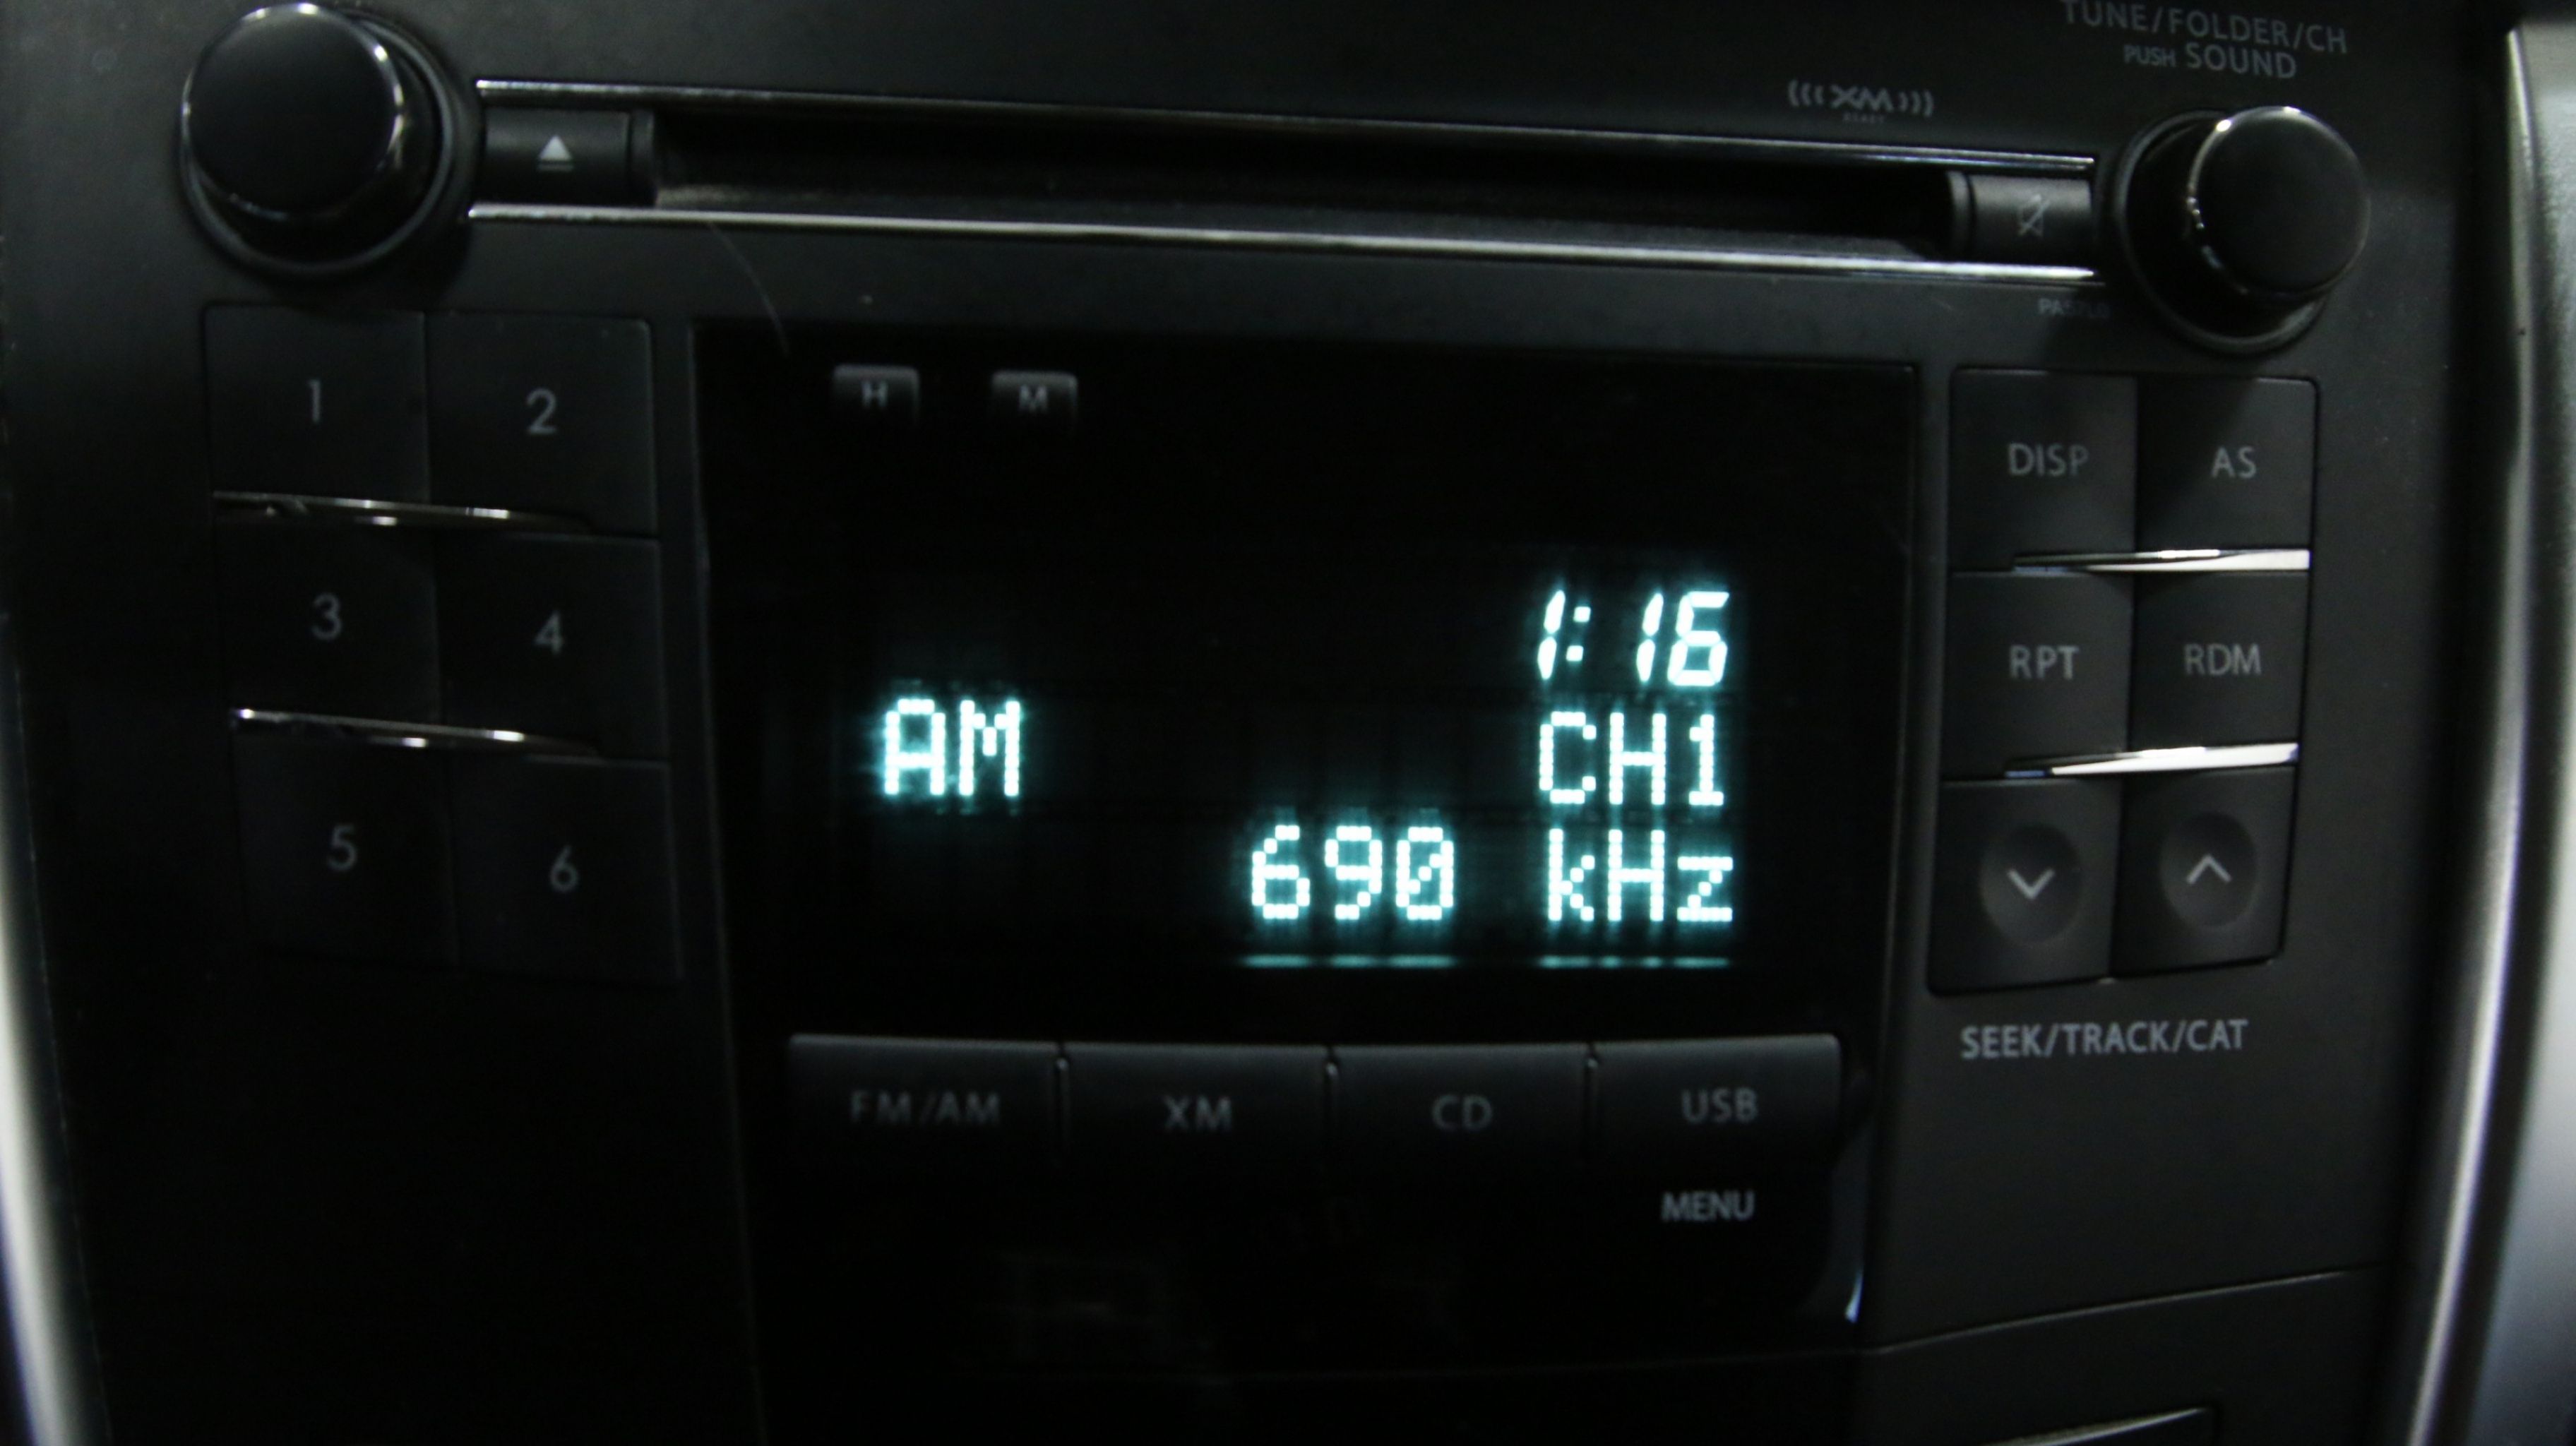 TUNE/FOLDER/CH
PUSH SOUND
XM
READY
H M
1 2
DISP AS
1:16
3 4
RPT RDM
AM CH1
690 kHz
5 6
SEEK/TRACK/CAT
FM/AM XM CD USB
MENU